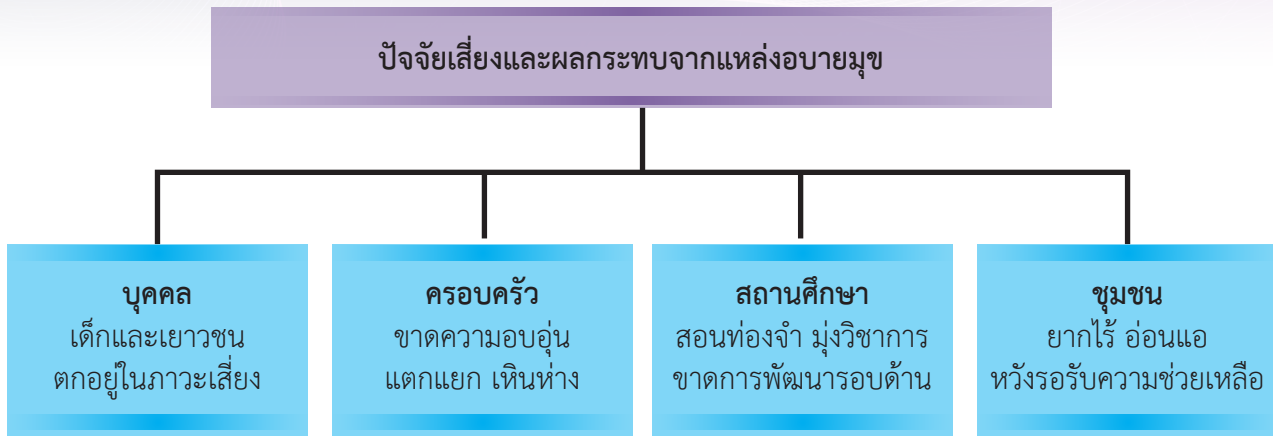 ปัจจัยเสี่ยงและผลกระทบจากแหล่งอบายมุข
บุคคล
เด็กและเยาวชน
ตกอยู่ในภาวะเสี่ยง
ครอบครัว
ขาดความอบอุ่น
แตกแยก เหินห่าง
สถานศึกษา
สอนท่องจำ มุ่งวิชาการ
ขาดการพัฒนารอบด้าน
ชุมชน
ยากไร้ อ่อนแอ
หวังรอรับความช่วยเหลือ